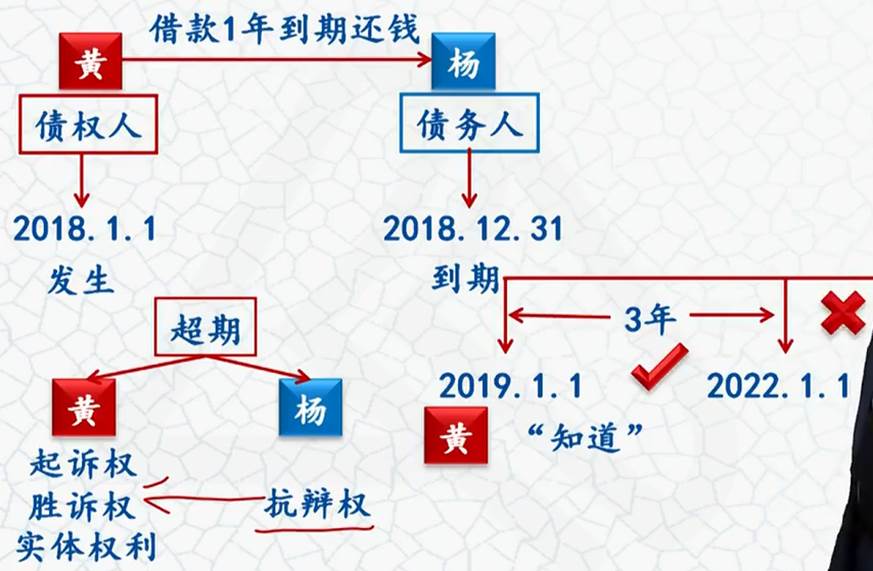 借款1年到期还钱
黄
杨
债权人
债务人
2018.1.1
2018.12.31
发生
到期
超期
3年
黄
杨
2019.1.1
2022.1.1
黄
“知道”
起诉权
胜诉权
抗辩权
实体权利